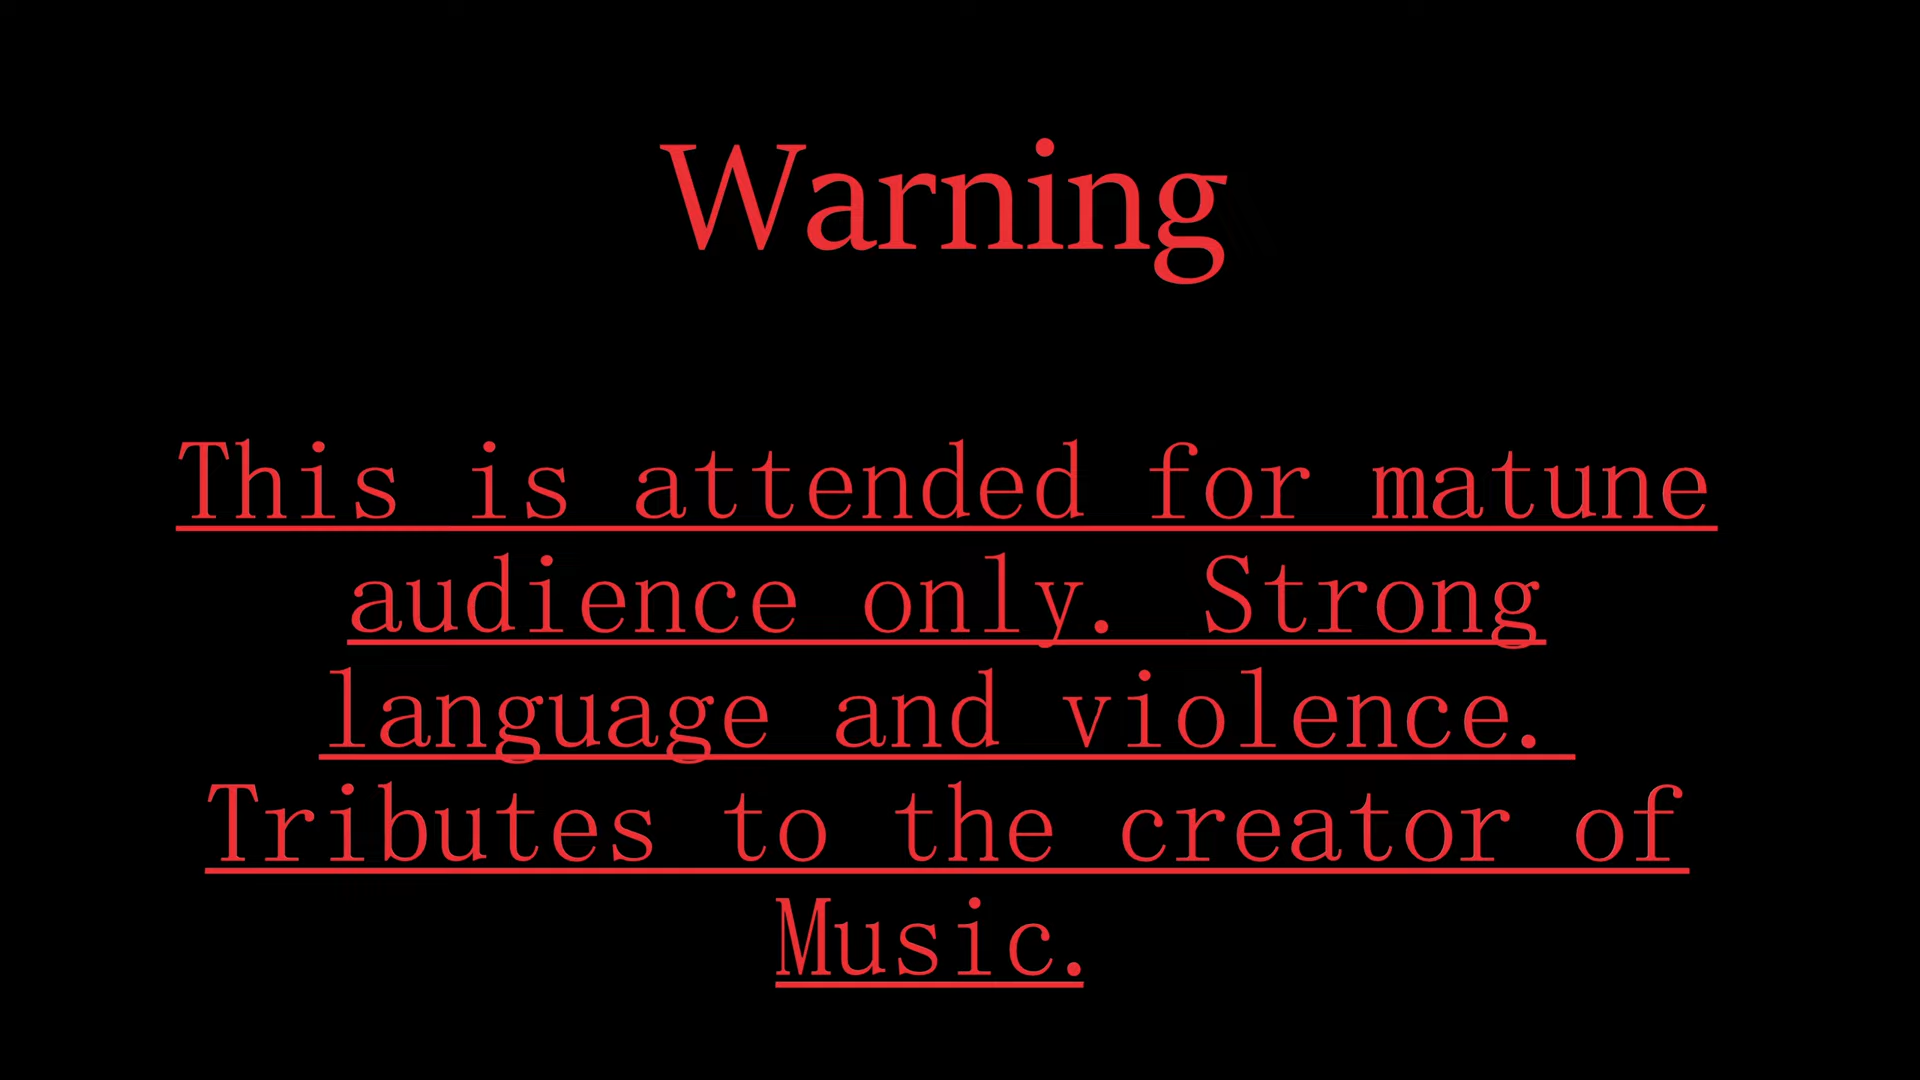 Warning
This is attended for matune
audience only. Strong
language and violence.
Tributes to the creator of
Music.